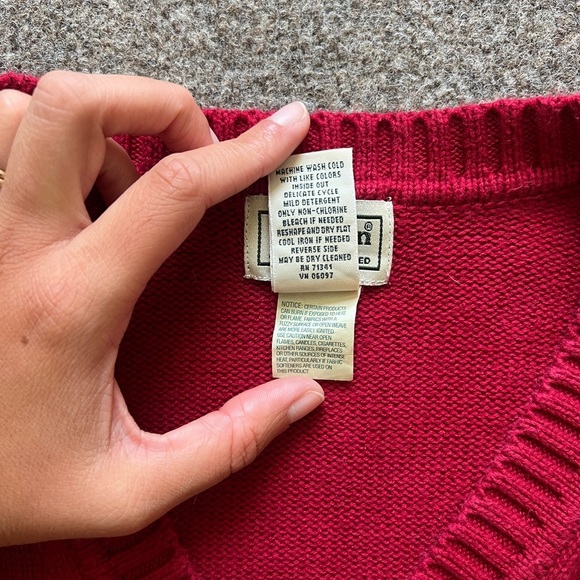 MACHINE WASH COLD
WITH LIKE COLORS
INSIDE OUT
DELICATE CYCLE
MILD DETERGENT
ONLY NON-CHLORINE
BLEACH IF NEEDED
RESHAPE AND DRY FLAT
COOL IRON IF NEEDED
REVERSE SIDE
MAY BE DRY CLEANED
RN 71341
VN 06097
NOTICE: CERTAIN PRODUCTS
CAN BURN IF EXPOSED TO HEAT
OR FLAME. FABRICS WITH A
FUZZY SURFACE OR OPEN WEAVE
ARE MORE EASILY IGNITED.
USE CAUTION NEAR OPEN
FLAMES, CANDLES, CIGARETTES,
KITCHEN RANGES, FIREPLACES
OR OTHER SOURCES OF INTENSE
HEAT, PARTICULARLY IF FABRIC
SOFTENERS ARE USED ON
THIS PRODUCT.